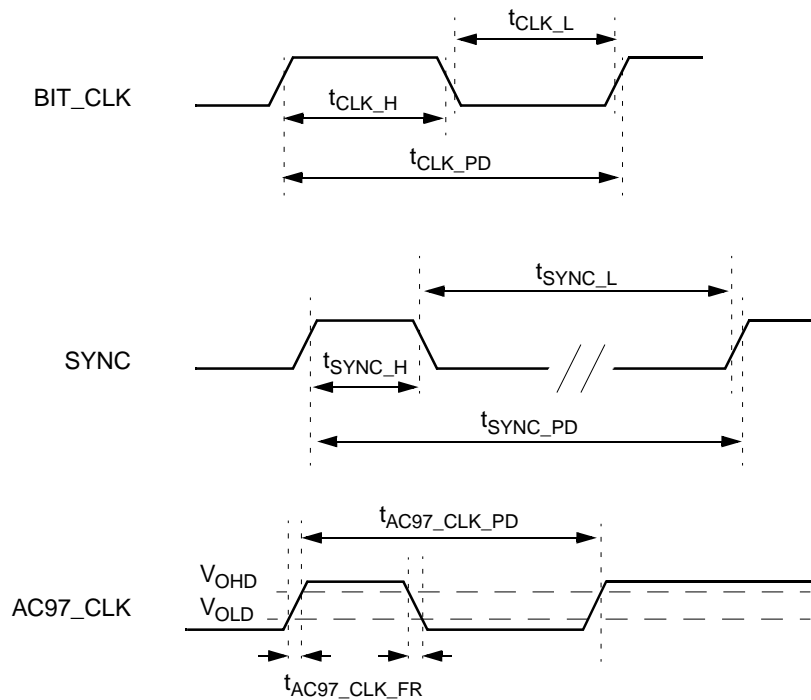 tCLK_L
BIT_CLK
tCLK_H
tCLK_PD
tSYNC_L
SYNC
tSYNC_H
tSYNC_PD
tAC97_CLK_PD
VOHD
AC97_CLK
VOLD
tAC97_CLK_FR